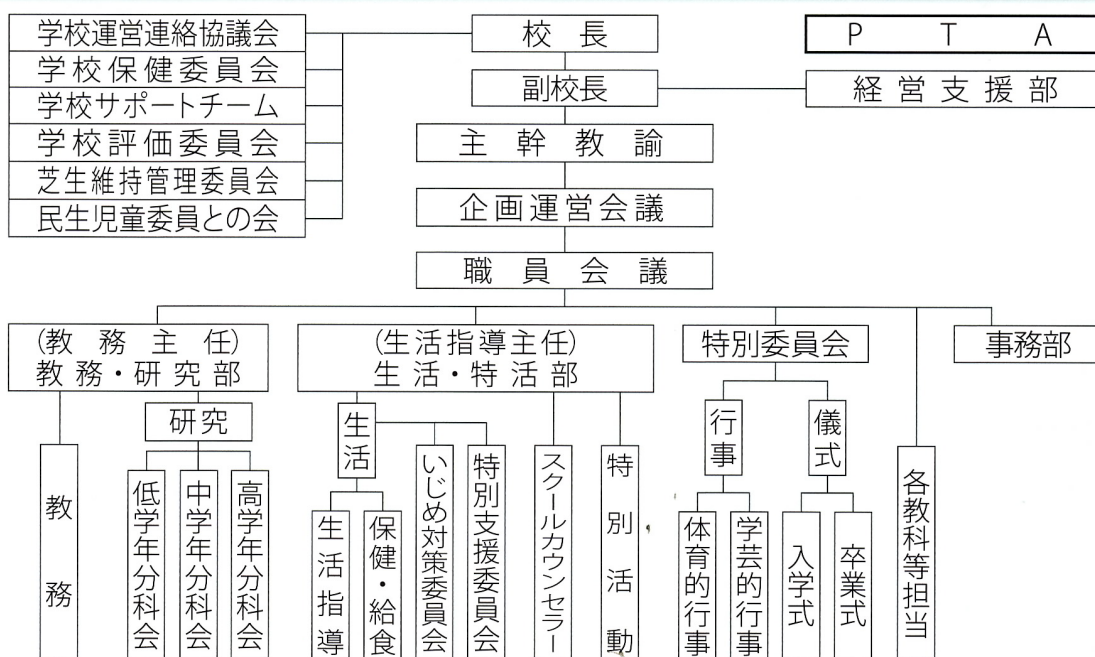 学校運営連絡協議会
学校保健委員会
学校サポートチーム
学校評価委員会
芝生維持管理委員会
民生児童委員との会
校長
副校長
主幹教諭
企画運営会議
職員会議
PTA
経営支援部
(教務主任)
教務・研究部
(生活指導主任)
生活・特活部
特別委員会
事務部
教務
研究
低学年分科会
中学年分科会
高学年分科会
生活
生活指導
保健・給食
いじめ対策委員会
特別支援委員会
スクールカウンセラー
特別活動
行事
儀式
体育的行事
学芸的行事
入学式
卒業式
各教科等担当